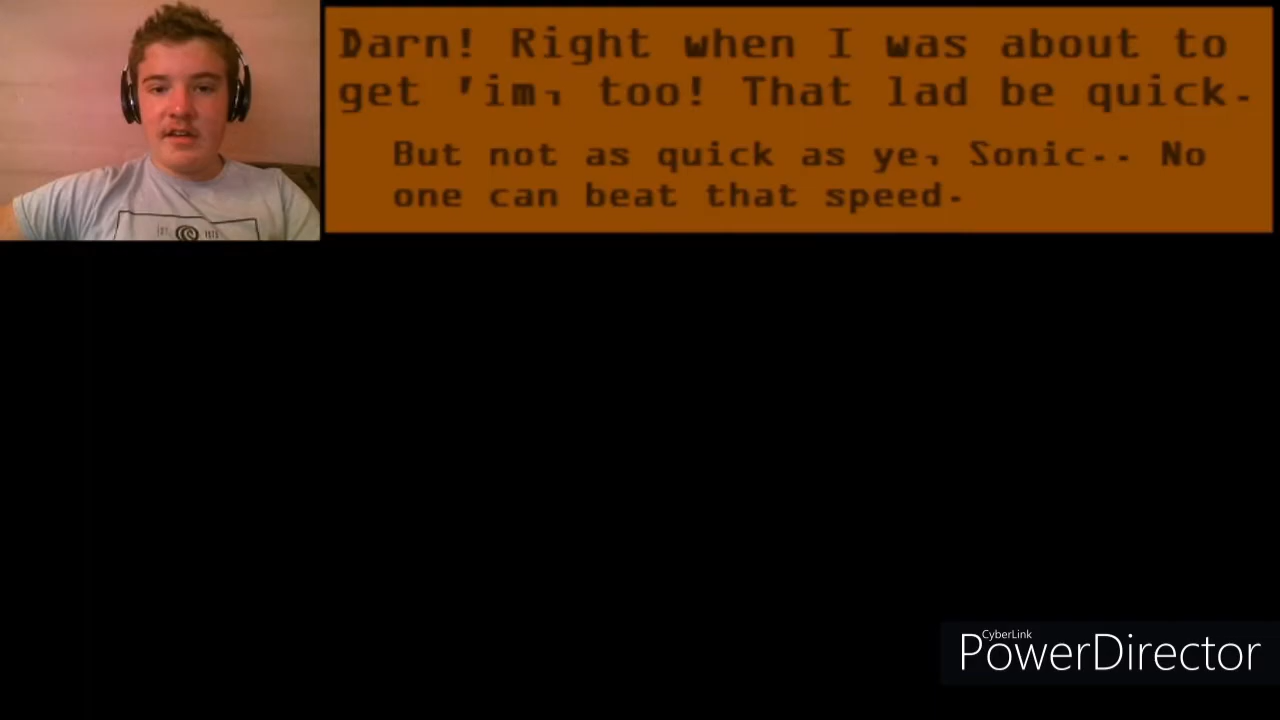 Darn! Right when I was about to
get 'im, too! That lad be quick.
But not as quick as ye, Sonic.. No
one can beat that speed.
CyberLink
PowerDirector